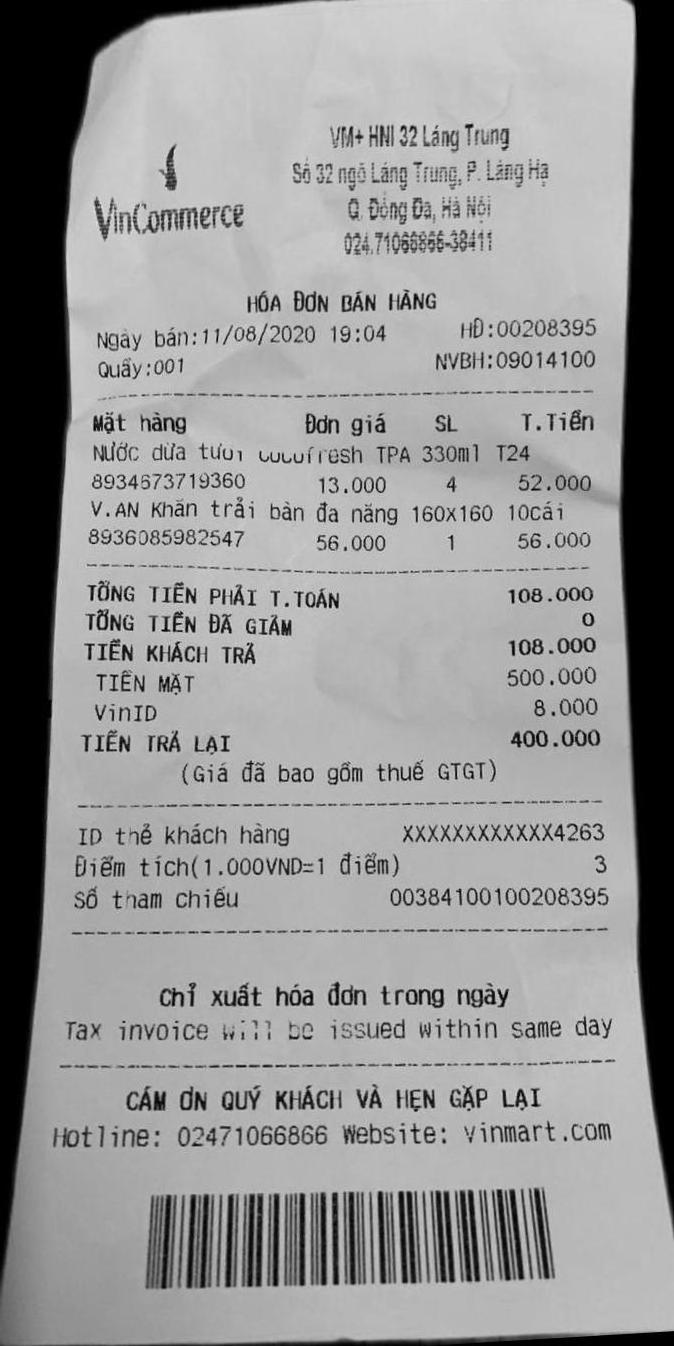 VM+ HNI 32 Láng Trung
Số 32 ngõ Láng Trung, P. Láng Hạ
Q. Đống Đa, Hà Nội
024.71066866-38411
VinCommerce
HÓA ĐƠN BÁN HÀNG
Ngày bán:11/08/2020 19:04 HĐ:00208395
Quầy:001 NVBH:09014100
Mặt hàng Đơn giá SL T.Tiền
Nước dừa tươi Cocofresh TPA 330ml T24
8934673719360 13.000 4 52.000
V.AN Khăn trải bàn đa năng 160x160 10cái
8936085982547 56.000 1 56.000
TỔNG TIỀN PHẢI T.TOÁN 108.000
TỔNG TIỀN ĐÃ GIẢM 0
TIỀN KHÁCH TRẢ 108.000
TIỀN MẶT 500.000
VinID 8.000
TIỀN TRẢ LẠI 400.000
(Giá đã bao gồm thuế GTGT)
ID thẻ khách hàng XXXXXXXXXXXX4263
Điểm tích(1.000VND=1 điểm) 3
Số tham chiếu 00384100100208395
Chỉ xuất hóa đơn trong ngày
Tax invoice will be issued within same day
CÁM ƠN QUÝ KHÁCH VÀ HẸN GẶP LẠI
Hotline: 02471066866 Website: vinmart.com